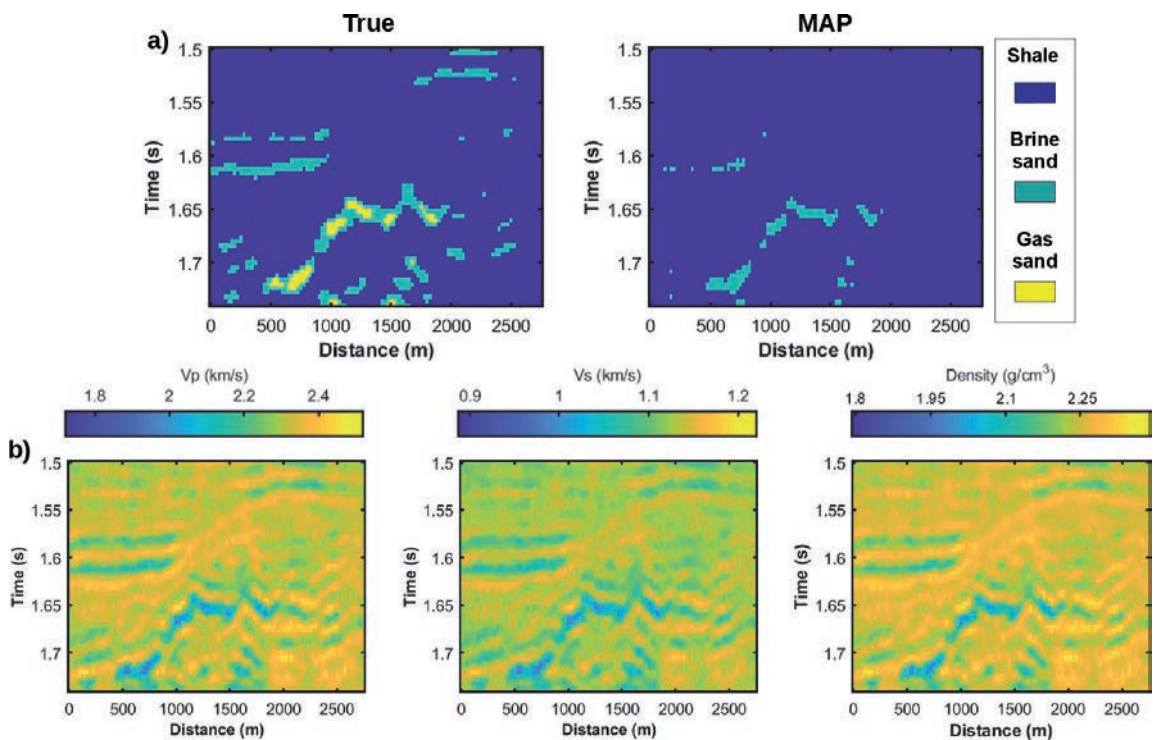 True
MAP
a)
1.5
1.55
1.6
1.65
1.7
Time (s)
0 500 1000 1500 2000 2500
Distance (m)
1.5
1.55
1.6
1.65
1.7
Time (s)
0 500 1000 1500 2000 2500
Distance (m)
Shale
Brine
sand
Gas
sand
b)
Vp (km/s)
1.8 2 2.2 2.4
1.5
1.55
1.6
1.65
1.7
Time (s)
0 500 1000 1500 2000 2500
Distance (m)
Vs (km/s)
0.9 1 1.1 1.2
1.5
1.55
1.6
1.65
1.7
Time (s)
0 500 1000 1500 2000 2500
Distance (m)
Density (g/cm³)
1.8 1.95 2.1 2.25
1.5
1.55
1.6
1.65
1.7
Time (s)
0 500 1000 1500 2000 2500
Distance (m)